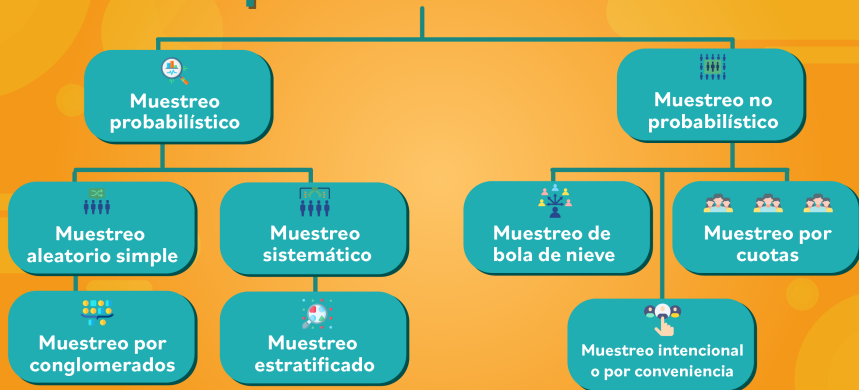 Muestreo
probabilístico
Muestreo no
probabilístico
Muestreo
aleatorio simple
Muestreo
sistemático
Muestreo de
bola de nieve
Muestreo por
cuotas
Muestreo por
conglomerados
Muestreo
estratificado
Muestreo intencional
o por conveniencia